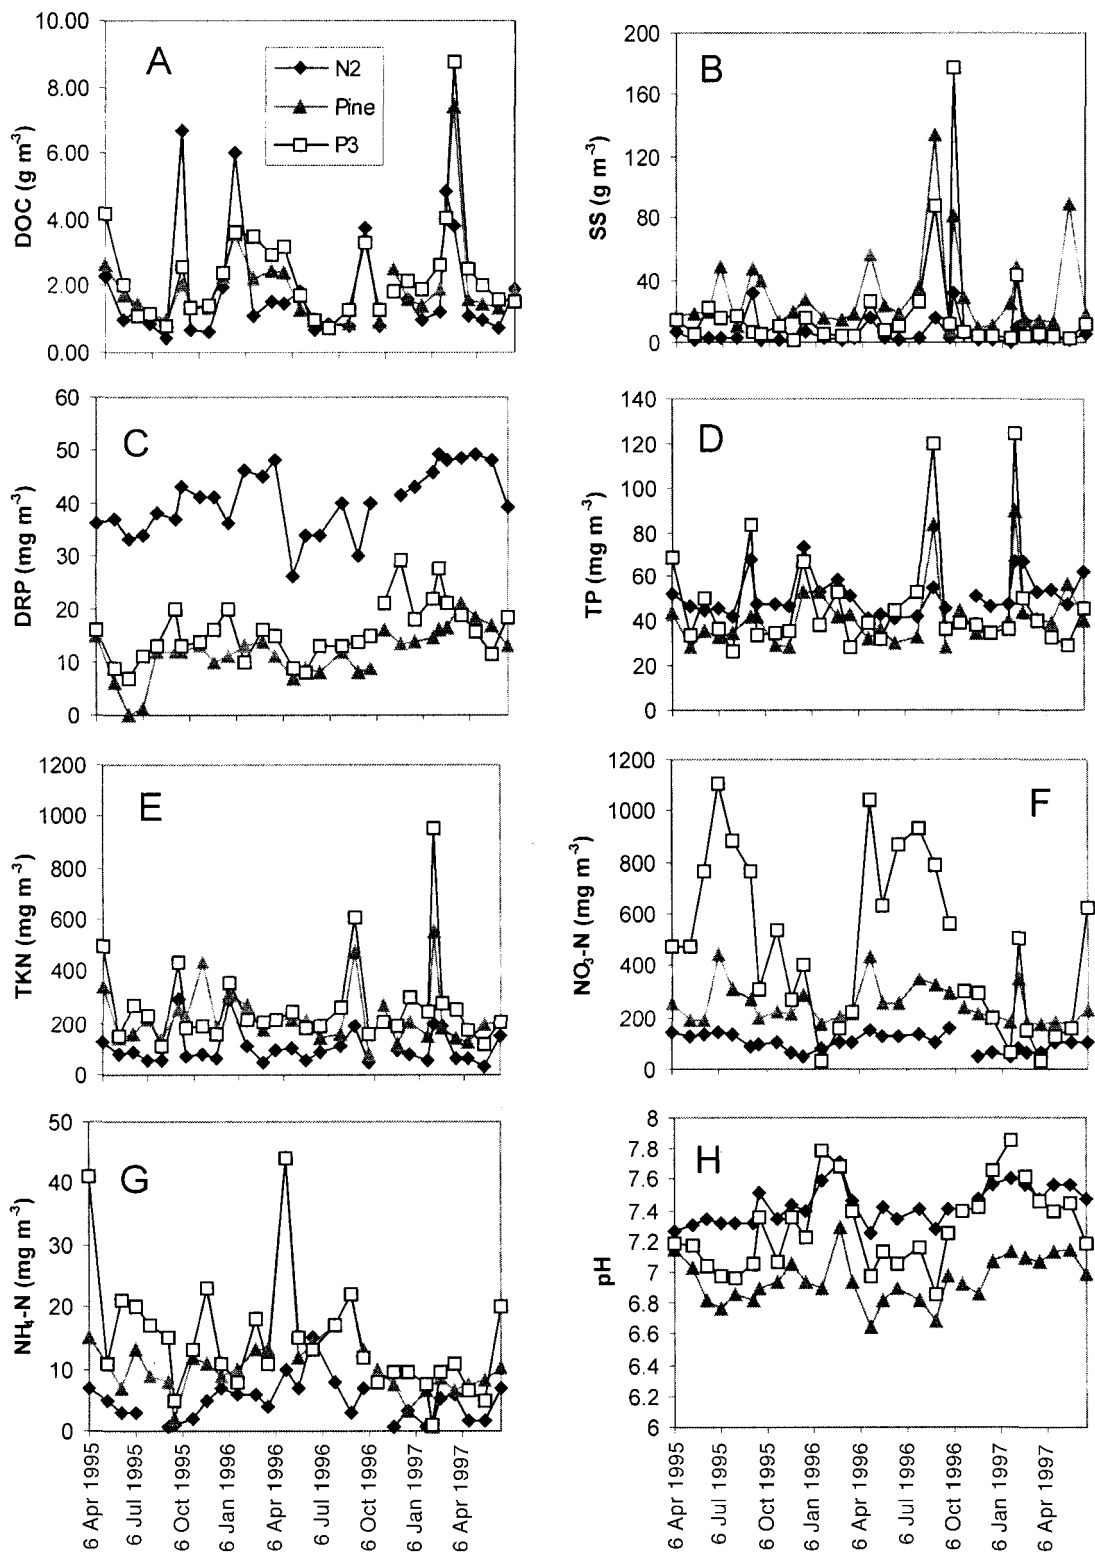 A
DOC (g m⁻³)
10.00
8.00
6.00
4.00
2.00
0.00
N2
Pine
P3
B
SS (g m⁻³)
200
160
120
80
40
0
C
DRP (mg m⁻³)
60
50
40
30
20
10
0
D
TP (mg m⁻³)
140
120
100
80
60
40
20
0
E
TKN (mg m⁻³)
1200
1000
800
600
400
200
0
F
NO₃-N (mg m⁻³)
1200
1000
800
600
400
200
0
G
NH₄-N (mg m⁻³)
50
40
30
20
10
0
6 Apr 1995
6 Jul 1995
6 Oct 1995
6 Jan 1996
6 Apr 1996
6 Jul 1996
6 Oct 1996
6 Jan 1997
6 Apr 1997
H
pH
8
7.8
7.6
7.4
7.2
7
6.8
6.6
6.4
6.2
6
6 Apr 1995
6 Jul 1995
6 Oct 1995
6 Jan 1996
6 Apr 1996
6 Jul 1996
6 Oct 1996
6 Jan 1997
6 Apr 1997